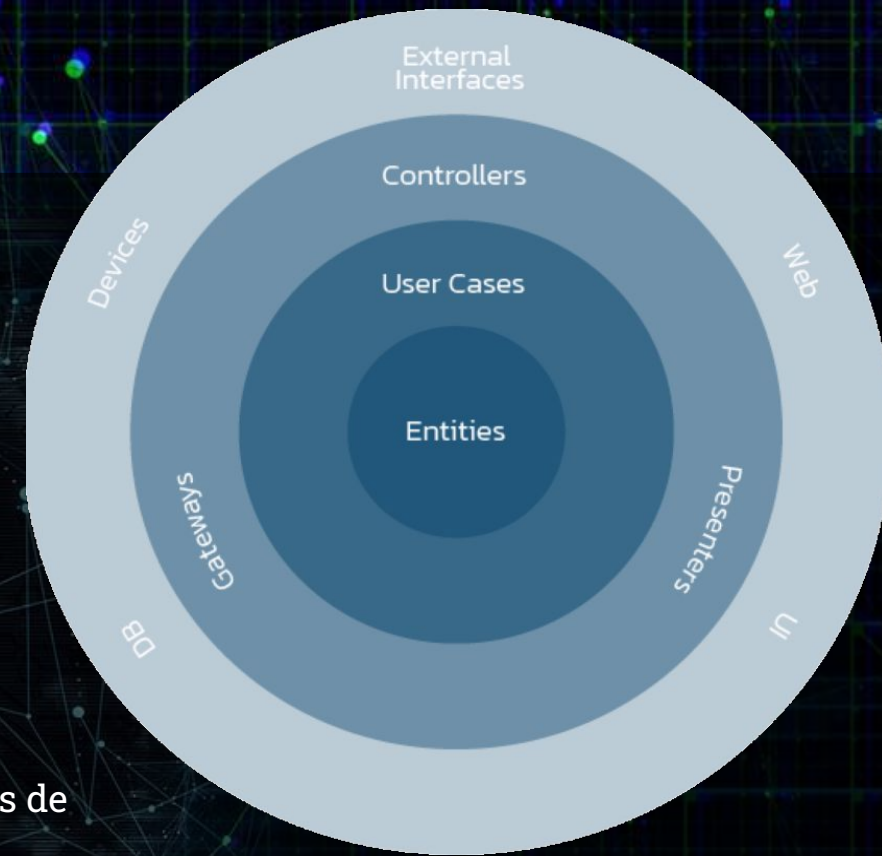 External
Interfaces
Controllers
Devices
Web
User Cases
Entities
Gateways
Presenters
DB
UI
s de